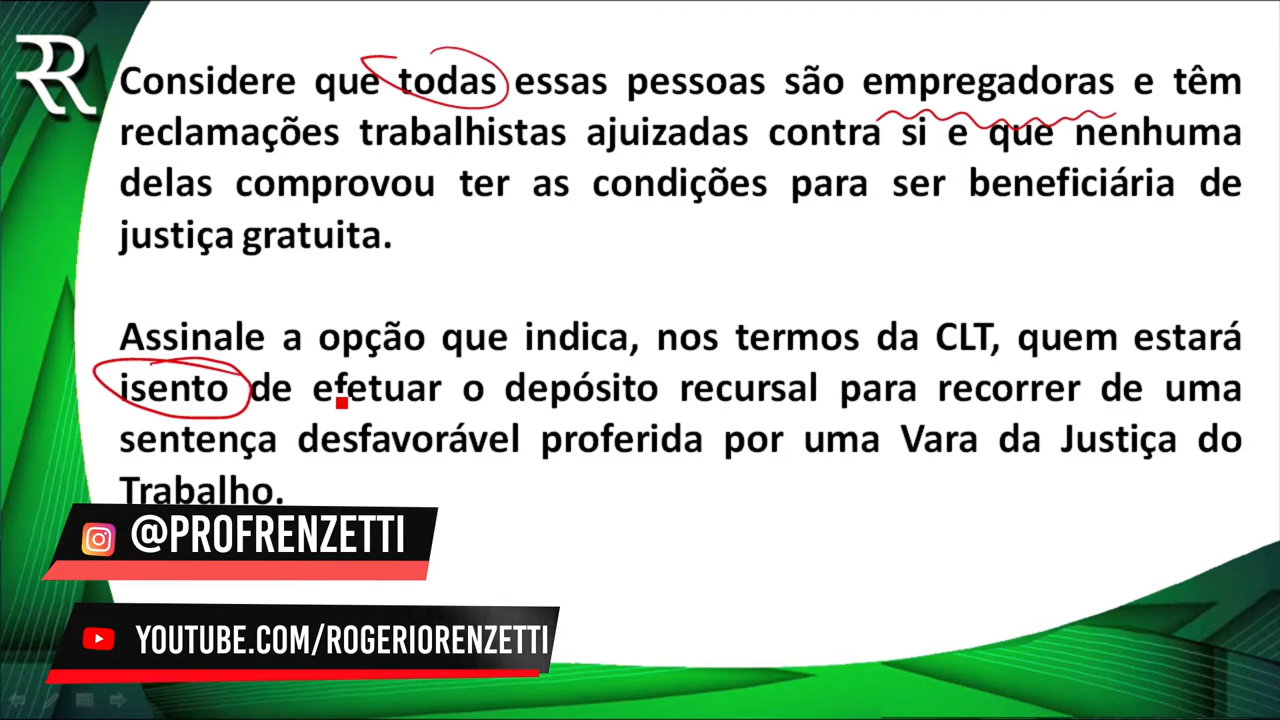 Considere que todas essas pessoas são empregadoras e têm
reclamações trabalhistas ajuizadas contra si e que nenhuma
delas comprovou ter as condições para ser beneficiária de
justiça gratuita.
Assinale a opção que indica, nos termos da CLT, quem estará
isento de efetuar o depósito recursal para recorrer de uma
sentença desfavorável proferida por uma Vara da Justiça do
Trabalho.
@PROFRENZETTI
YOUTUBE.COM/ROGERIORENZETTI